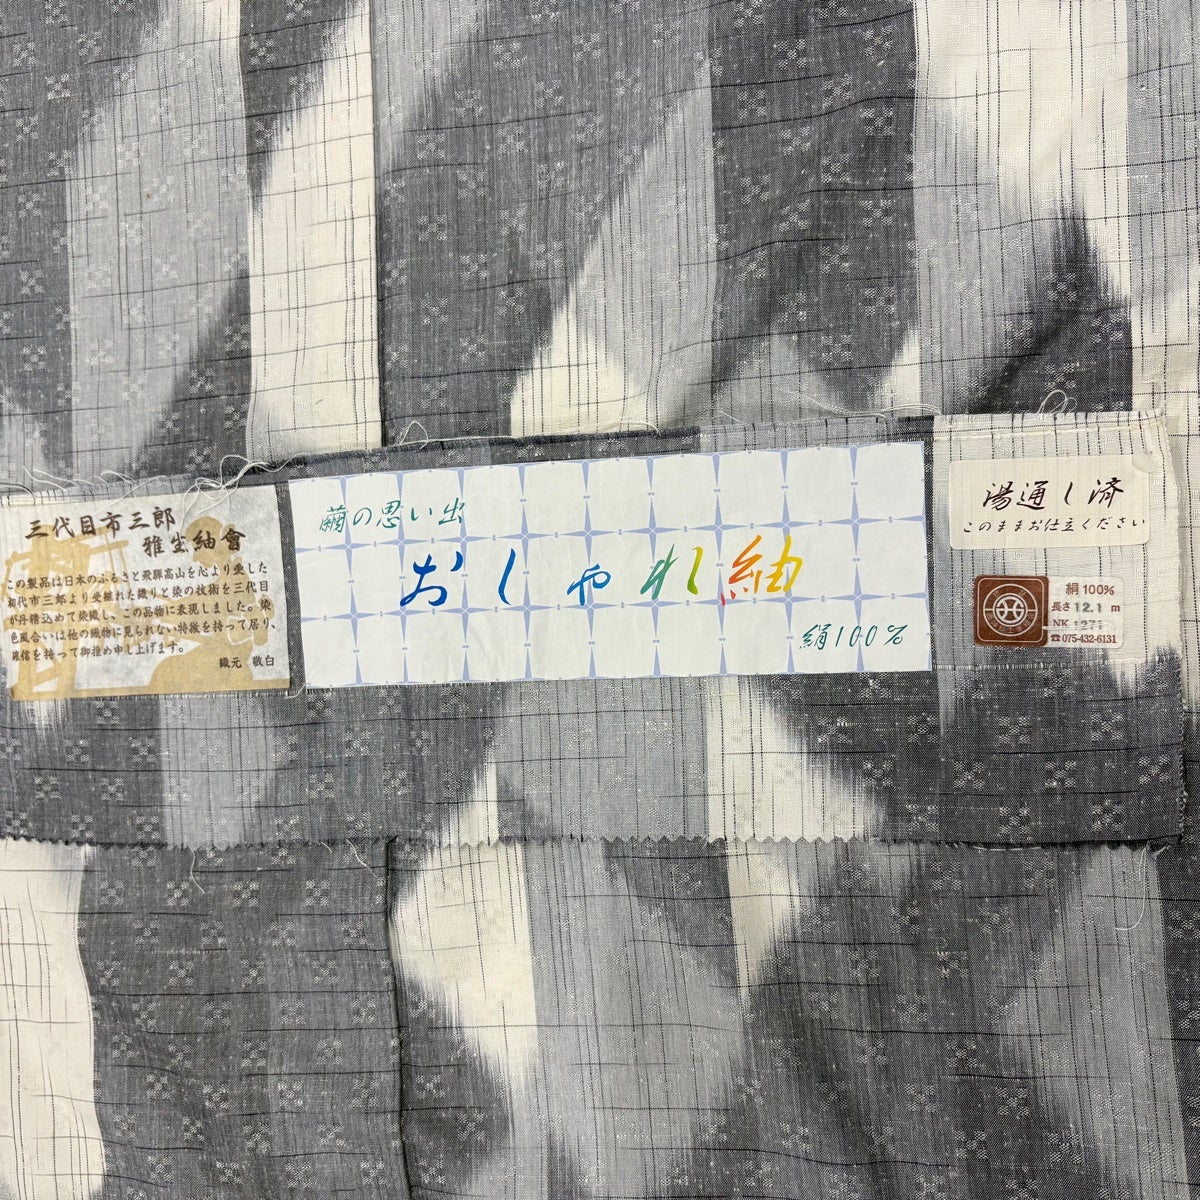 三代目市三郎
雅生紬會
この製品は日本のふるさと飛騨高山を心より愛した
初代市三郎より受継れた織りと染の技術を三代目
が丹精込めて飛織し、この品物に表現しました。染
色風合いは他の織物に見られない特徴を持って居り、
確信を持って御推め申し上げます。
織元 敬白
繭の思い出
おしゃれ紬
絹100%
湯通し済
このままお仕立ください
絹100%
長さ12.1m
NK 1271
☎075-432-6131